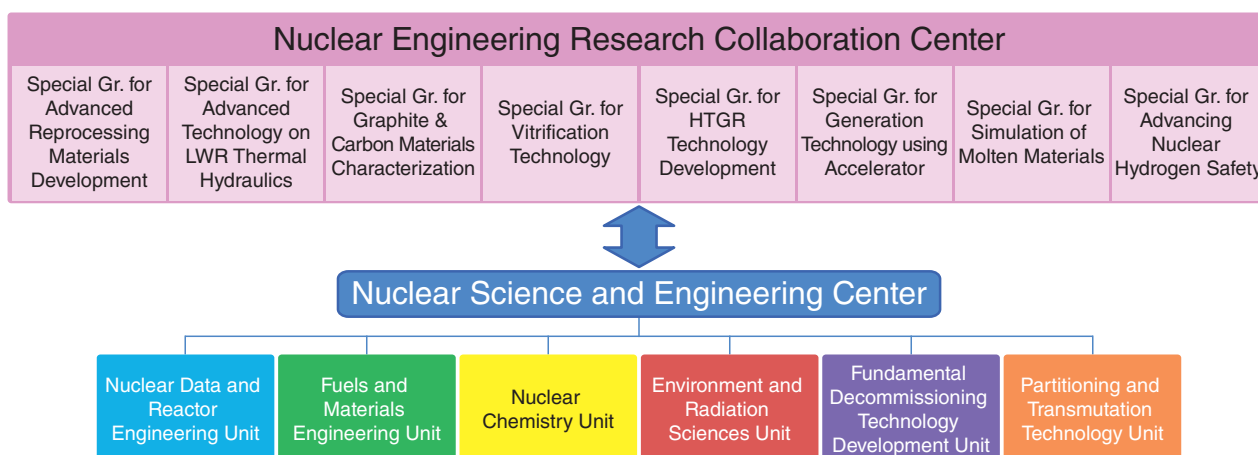 Nuclear Engineering Research Collaboration Center
Special Gr. for
Advanced
Reprocessing
Materials
Development
Special Gr. for
Advanced
Technology on
LWR Thermal
Hydraulics
Special Gr. for
Graphite &
Carbon Materials
Characterization
Special Gr. for
Vitrification
Technology
Special Gr. for
HTGR
Technology
Development
Special Gr. for
Generation
Technology using
Accelerator
Special Gr. for
Simulation of
Molten Materials
Special Gr. for
Advancing
Nuclear
Hydrogen Safety
Nuclear Science and Engineering Center
Nuclear Data and
Reactor
Engineering Unit
Fuels and
Materials
Engineering Unit
Nuclear
Chemistry Unit
Environment and
Radiation
Sciences Unit
Fundamental
Decommissioning
Technology
Development Unit
Partitioning and
Transmutation
Technology Unit